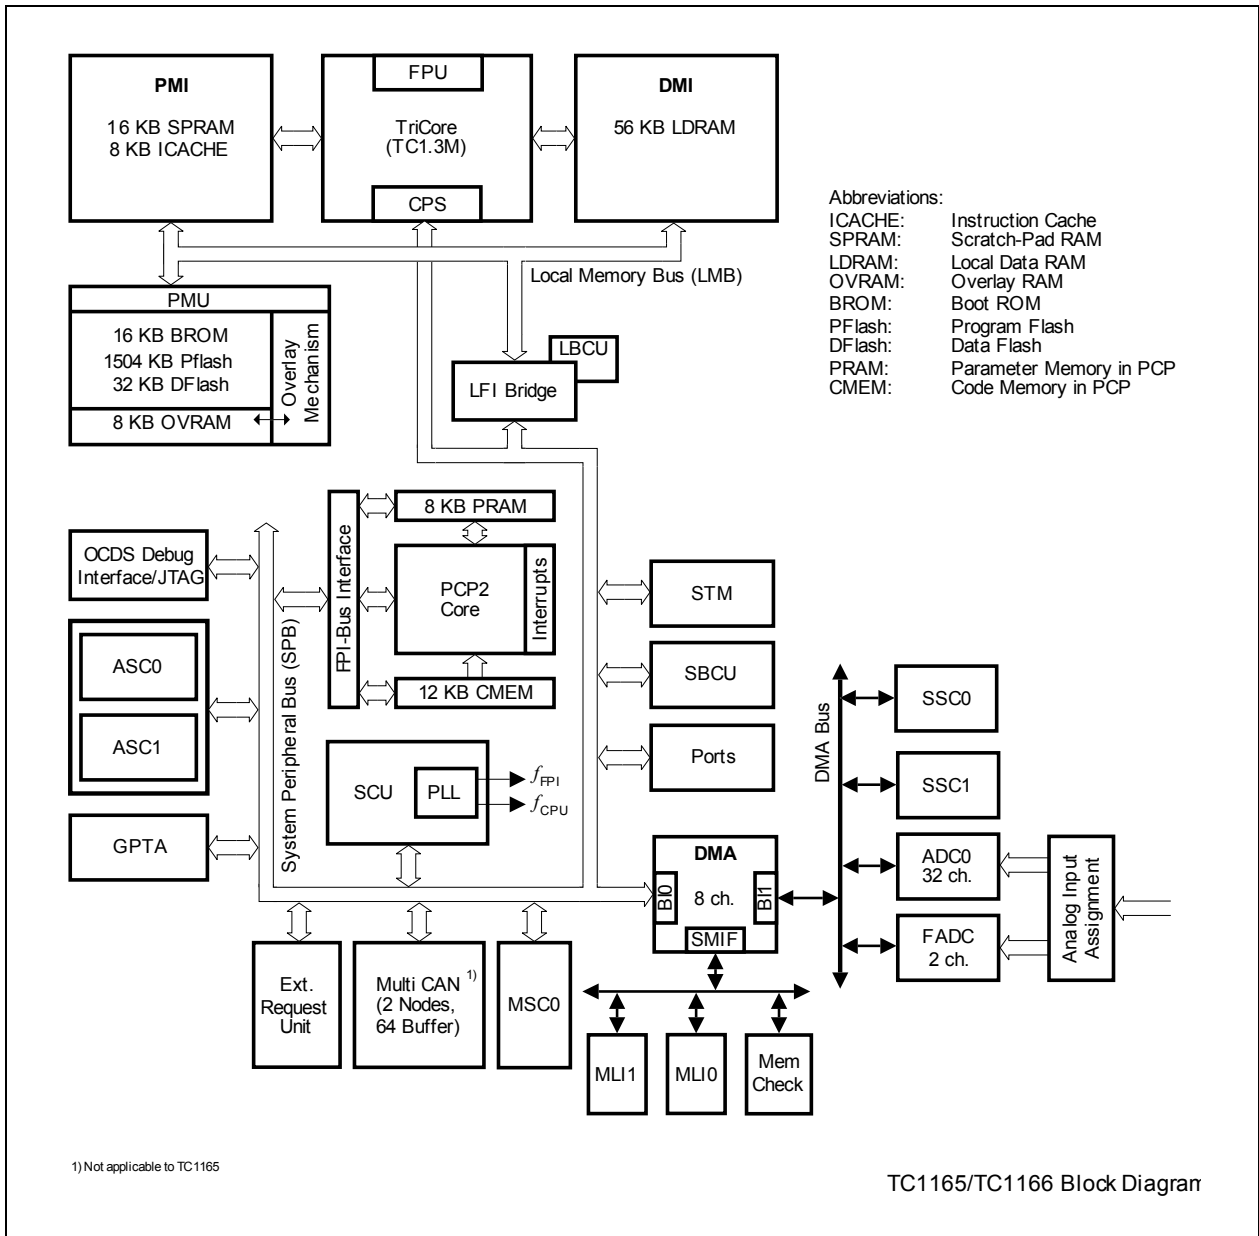 PMI
16 KB SPRAM
8 KB ICACHE
FPU
TriCore
(TC1.3M)
CPS
DMI
56 KB LDRAM
Abbreviations:
ICACHE: Instruction Cache
SPRAM: Scratch-Pad RAM
LDRAM: Local Data RAM
OVRAM: Overlay RAM
BROM: Boot ROM
PFlash: Program Flash
DFlash: Data Flash
PRAM: Parameter Memory in PCP
CMEM: Code Memory in PCP
Local Memory Bus (LMB)
PMU
16 KB BROM
1504 KB Pflash
32 KB DFlash
8 KB OVRAM
Overlay
Mechanism
LBCU
LFI Bridge
FPI-Bus Interface
8 KB PRAM
PCP2
Core
Interrupts
12 KB CMEM
OCDS Debug
Interface/JTAG
ASC0
ASC1
GPTA
System Peripheral Bus (SPB)
SCU
PLL
fFPI
fCPU
STM
SBCU
Ports
DMA Bus
SSC0
SSC1
ADC0
32 ch.
FADC
2 ch.
Analog Input
Assignment
DMA
BI0
8 ch.
BI1
SMIF
Ext.
Request
Unit
Multi CAN 1)
(2 Nodes,
64 Buffer)
MSC0
MLI1
MLI0
Mem
Check
1) Not applicable to TC1165
TC1165/TC1166 Block Diagram